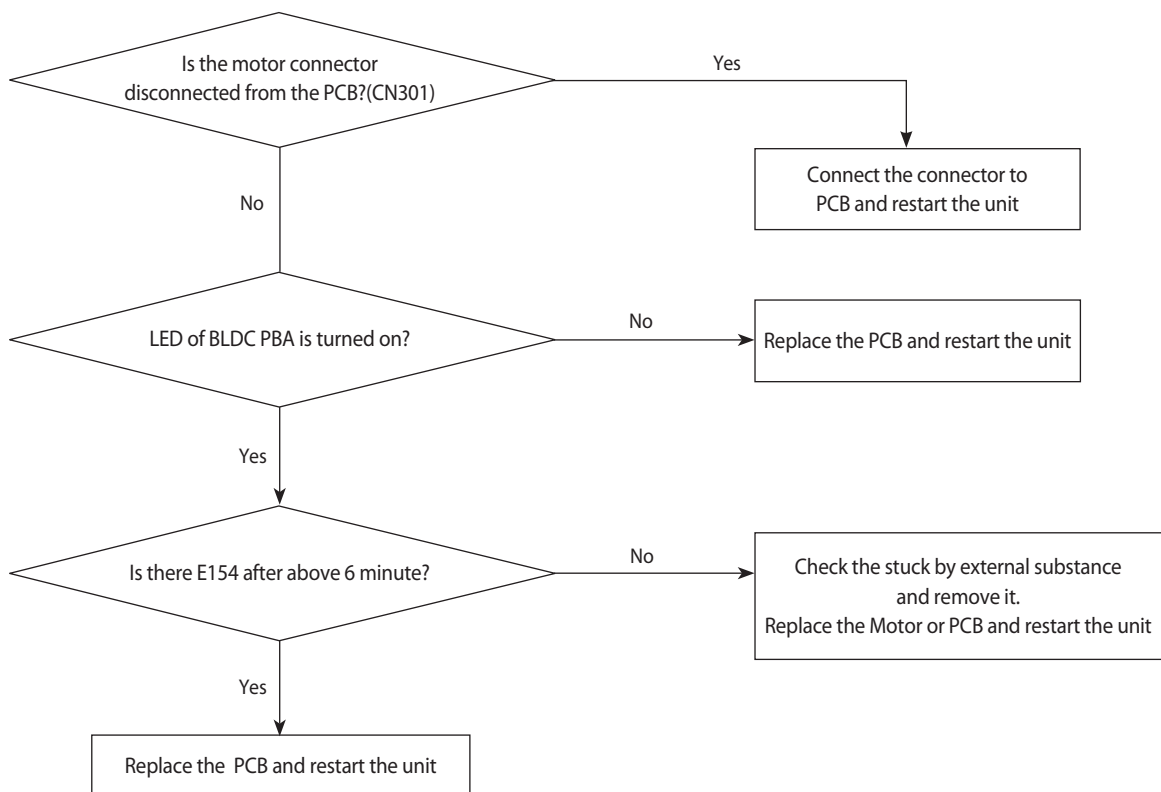 Is the motor connector
disconnected from the PCB?(CN301)
Yes
Connect the connector to
PCB and restart the unit
No
LED of BLDC PBA is turned on?
No
Replace the PCB and restart the unit
Yes
Is there E154 after above 6 minute?
No
Check the stuck by external substance
and remove it.
Replace the Motor or PCB and restart the unit
Yes
Replace the PCB and restart the unit